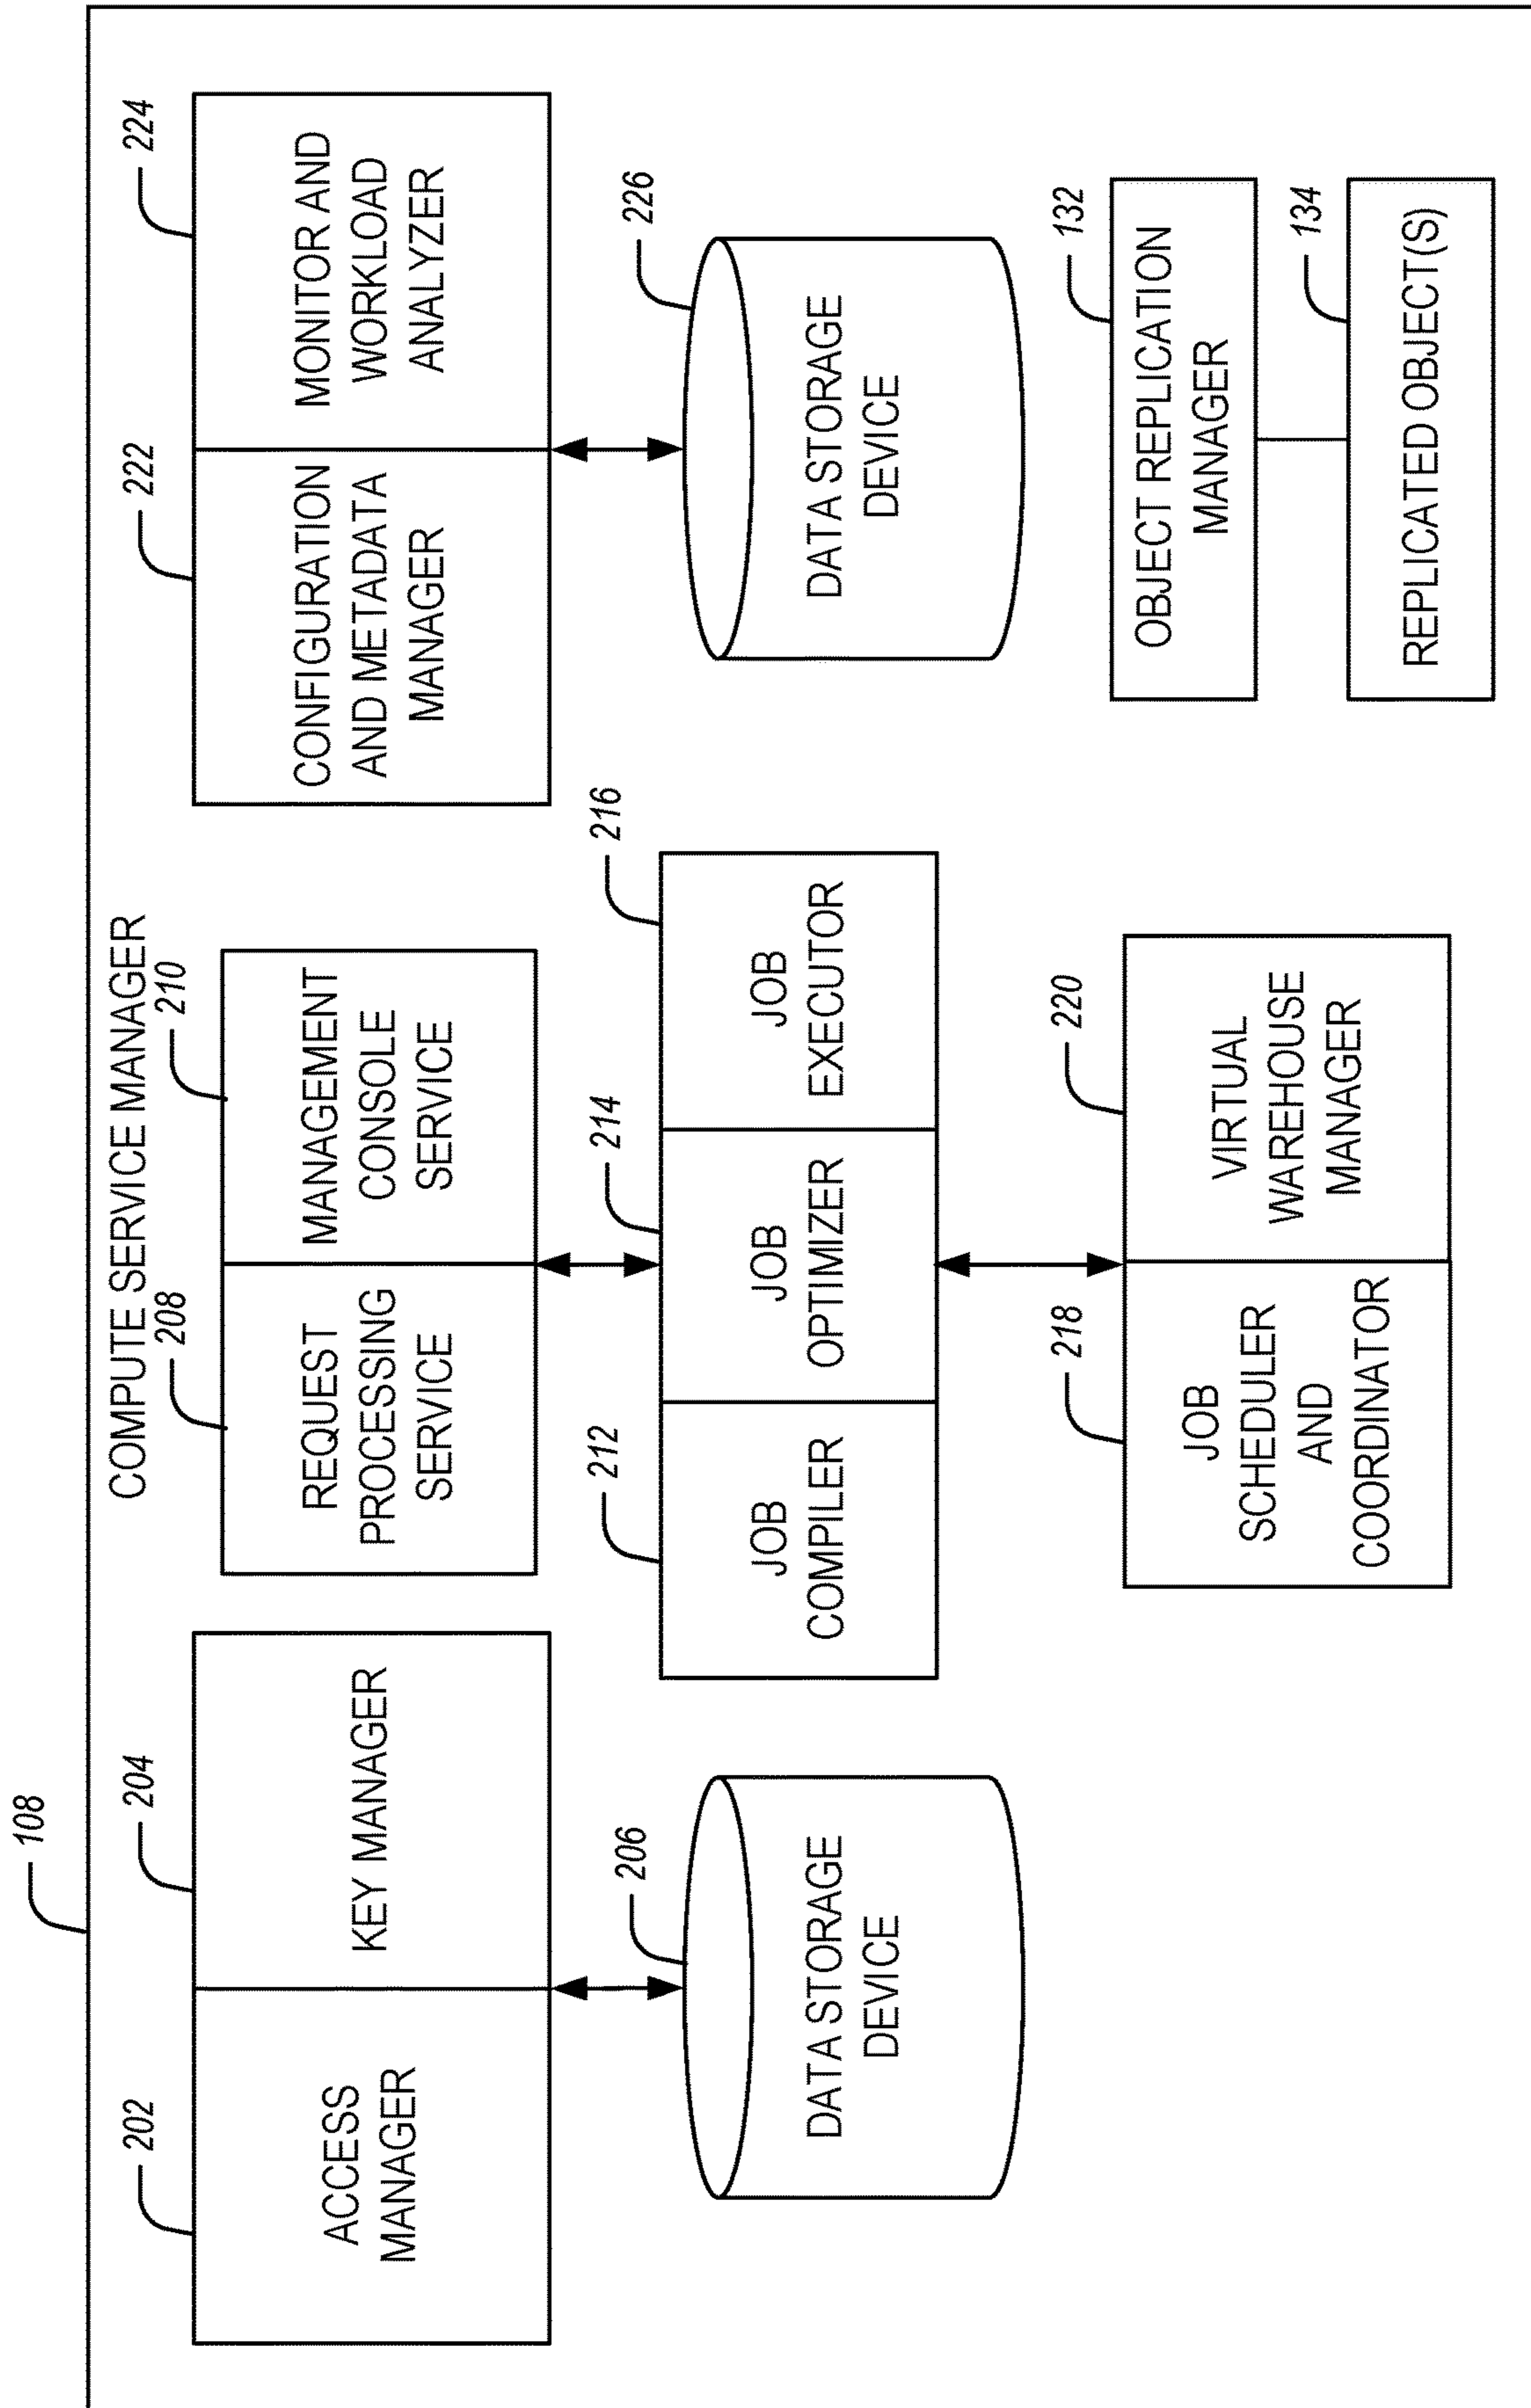 108
COMPUTE SERVICE MANAGER
202
ACCESS
MANAGER
204
KEY MANAGER
206
DATA STORAGE
DEVICE
208
REQUEST
PROCESSING
SERVICE
210
MANAGEMENT
CONSOLE
SERVICE
212
JOB
COMPILER
214
JOB
OPTIMIZER
216
JOB
EXECUTOR
218
JOB
SCHEDULER
AND
COORDINATOR
220
VIRTUAL
WAREHOUSE
MANAGER
222
CONFIGURATION
AND METADATA
MANAGER
224
MONITOR AND
WORKLOAD
ANALYZER
226
DATA STORAGE
DEVICE
132
OBJECT REPLICATION
MANAGER
134
REPLICATED OBJECT(S)